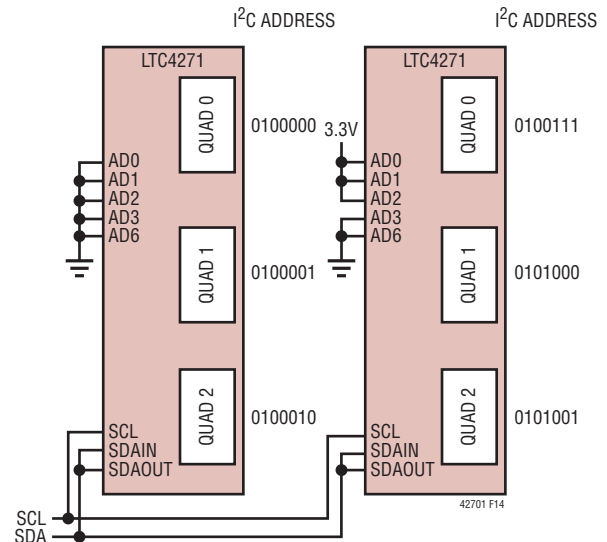 I²C ADDRESS
LTC4271
QUAD 0
0100000
AD0
AD1
AD2
AD3
AD6
QUAD 1
0100001
QUAD 2
0100010
SCL
SDAIN
SDAOUT
I²C ADDRESS
LTC4271
3.3V
QUAD 0
0100111
AD0
AD1
AD2
AD3
AD6
QUAD 1
0101000
QUAD 2
0101001
SCL
SDAIN
SDAOUT
42701 F14
SCL
SDA